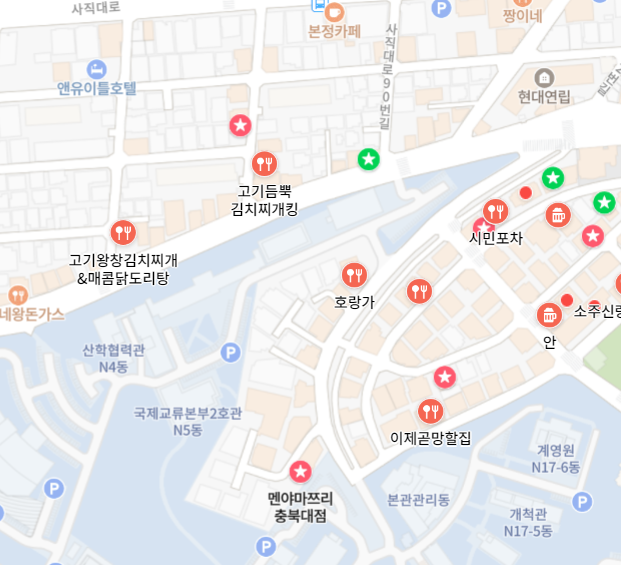 사직대로
본정카페
짱이네
사직대로90번길
앤유이틀호텔
현대연립
번길
고기듬뿍
김치찌개킹
고기왕창김치찌개
&매콤닭도리탕
시민포차
네왕돈가스
호랑가
소주신
안
산학협력관
N4동
국제교류본부2호관
N5동
이제곧망할집
계영원
N17-6동
멘야마쯔리
충북대점
본관관리동
개척관
N17-5동
P
P
P
P
P